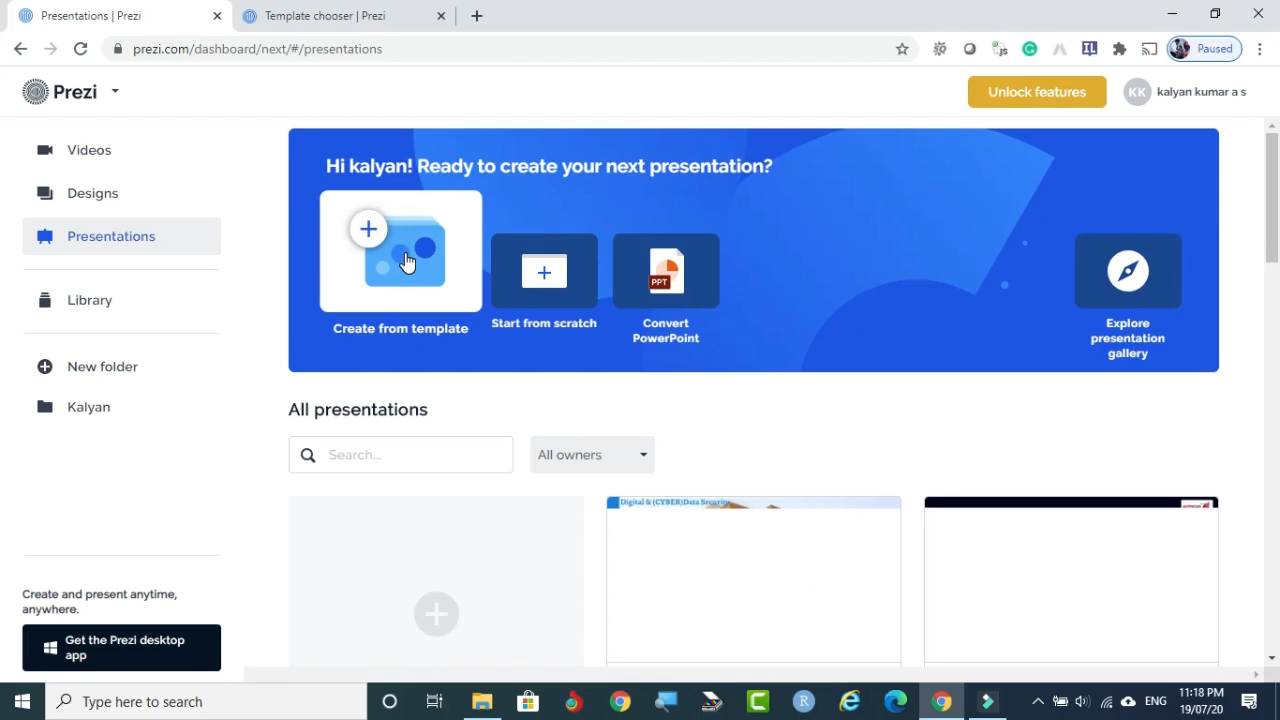 Presentations | Prezi
Template chooser | Prezi
prezi.com/dashboard/next/#/presentations
js
IL
Paused
Prezi
Unlock features
KK
kalyan kumar a s
Videos
Designs
Presentations
Library
New folder
Kalyan
Create and present anytime,
anywhere.
Get the Prezi desktop
app
Hi kalyan! Ready to create your next presentation?
Create from template
Start from scratch
PPT
Convert
PowerPoint
Explore
presentation
gallery
All presentations
Search...
All owners
Digital & (CYBER)Data Security
Type here to search
R
ENG
11:18 PM
19/07/20